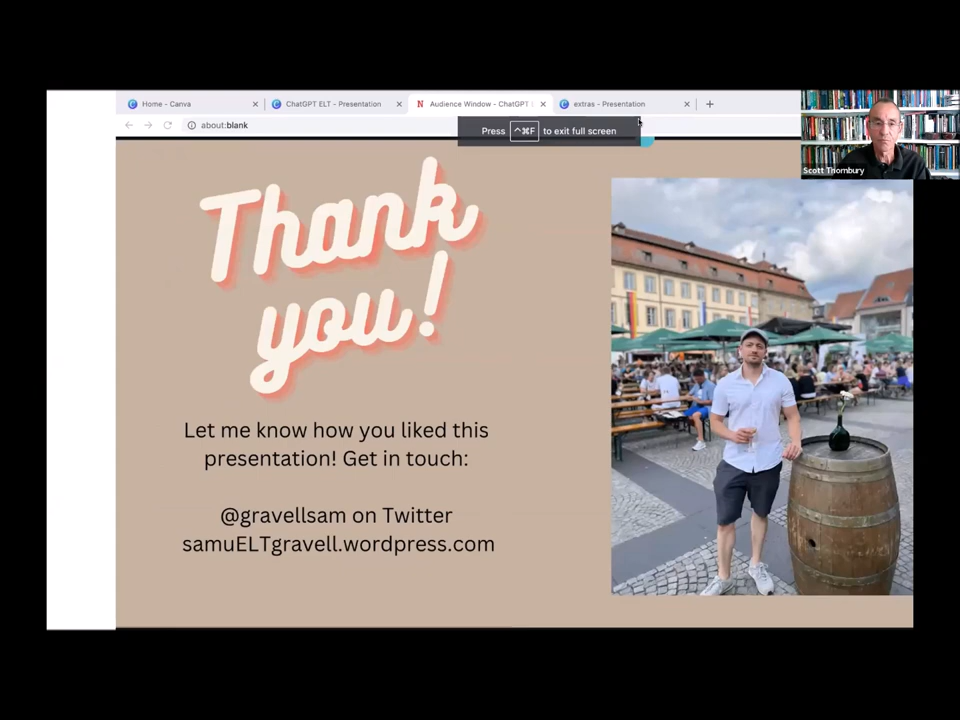 Home - Canva
ChatGPT ELT - Presentation
Audience Window - ChatGPT
extras - Presentation
about:blank
Press ^⌘F to exit full screen
Scott Thornbury
Thank
you!
Let me know how you liked this
presentation! Get in touch:
@gravellsam on Twitter
samuELTgravell.wordpress.com